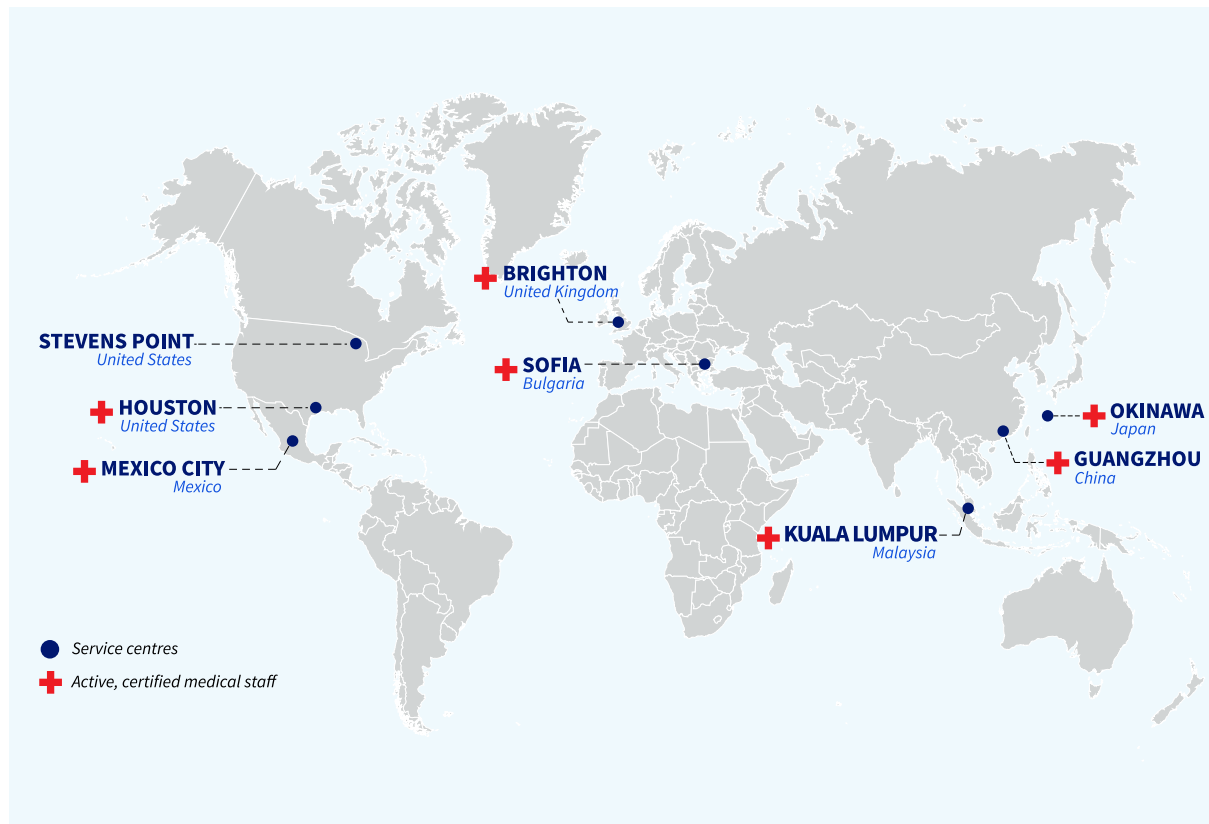 BRIGHTON
United Kingdom
STEVENS POINT
United States
SOFIA
Bulgaria
HOUSTON
United States
OKINAWA
Japan
MEXICO CITY
Mexico
GUANGZHOU
China
KUALA LUMPUR
Malaysia
Service centres
Active, certified medical staff